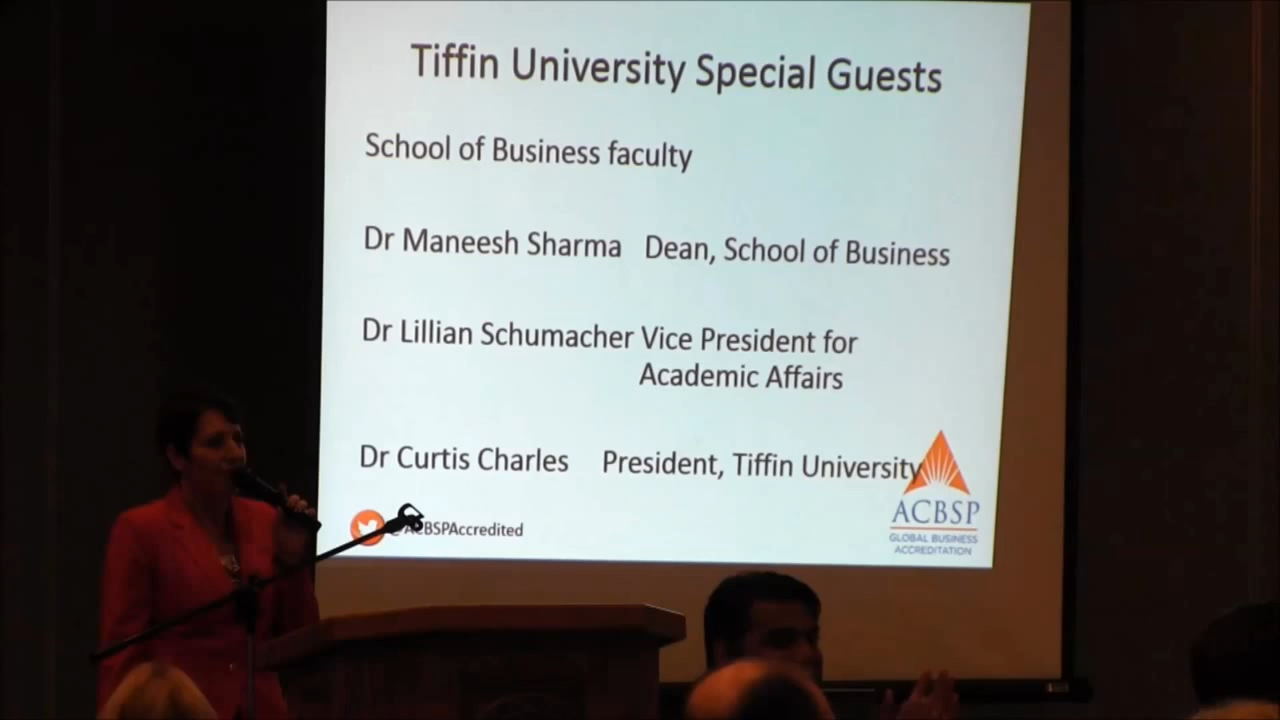 Tiffin University Special Guests
School of Business faculty
Dr Maneesh Sharma Dean, School of Business
Dr Lillian Schumacher Vice President for
Academic Affairs
Dr Curtis Charles President, Tiffin University
@ACBSPAccredited
ACBSP
GLOBAL BUSINESS
ACCREDITATION